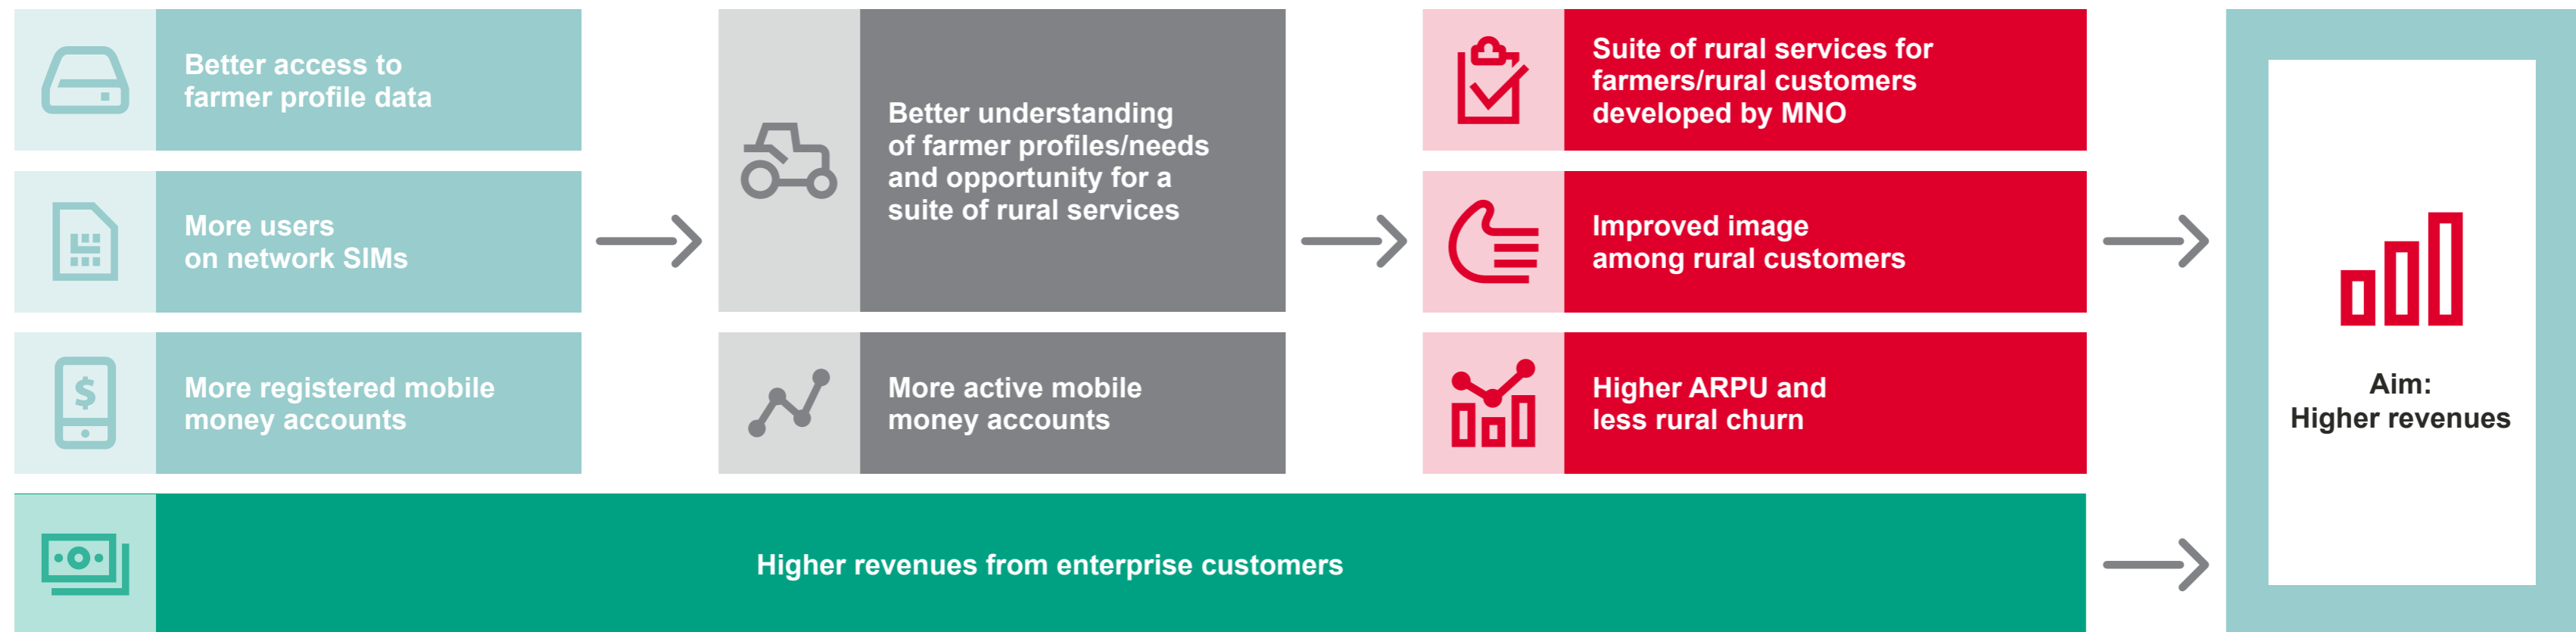 Better access to
farmer profile data
More users
on network SIMs
More registered mobile
money accounts
Better understanding
of farmer profiles/needs
and opportunity for a
suite of rural services
More active mobile
money accounts
Suite of rural services for
farmers/rural customers
developed by MNO
Improved image
among rural customers
Higher ARPU and
less rural churn
Higher revenues from enterprise customers
Aim:
Higher revenues
$